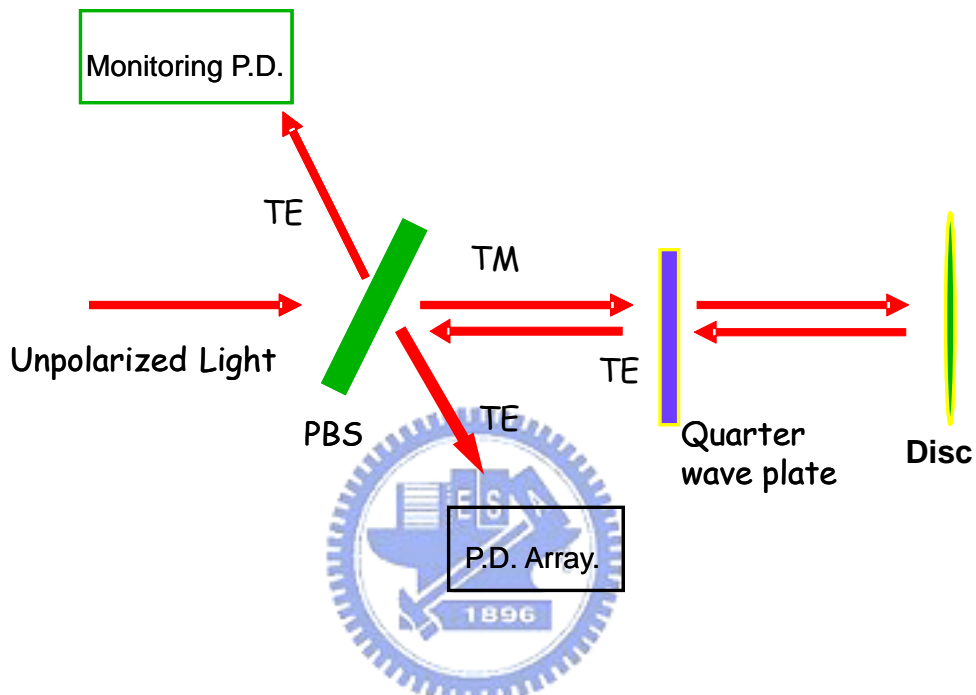 Monitoring P.D.
TE
TM
Unpolarized Light
TE
PBS
TE
Quarter
wave plate
Disc
E S A
P.D. Array.
1896